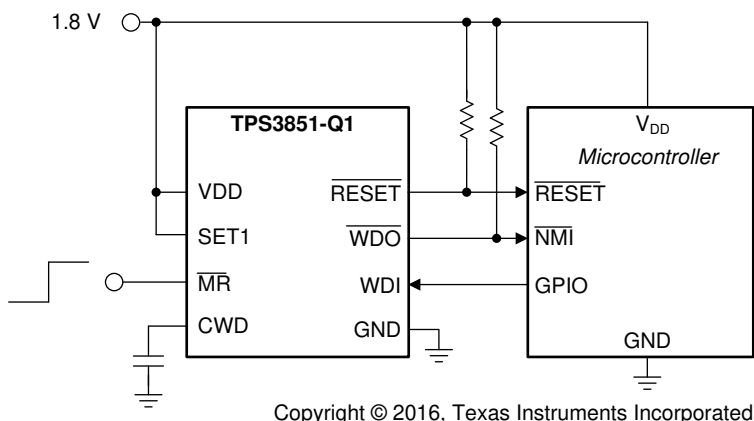 1.8 V
TPS3851-Q1
VDD
SET1
MR
CWD
RESET
WDO
WDI
GND
VDD
Microcontroller
RESET
NMI
GPIO
GND
Copyright © 2016, Texas Instruments Incorporated